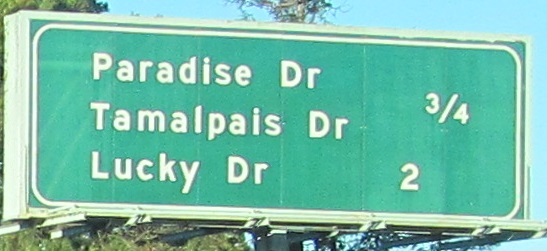 Paradise Dr
Tamalpais Dr 3/4
Lucky Dr 2